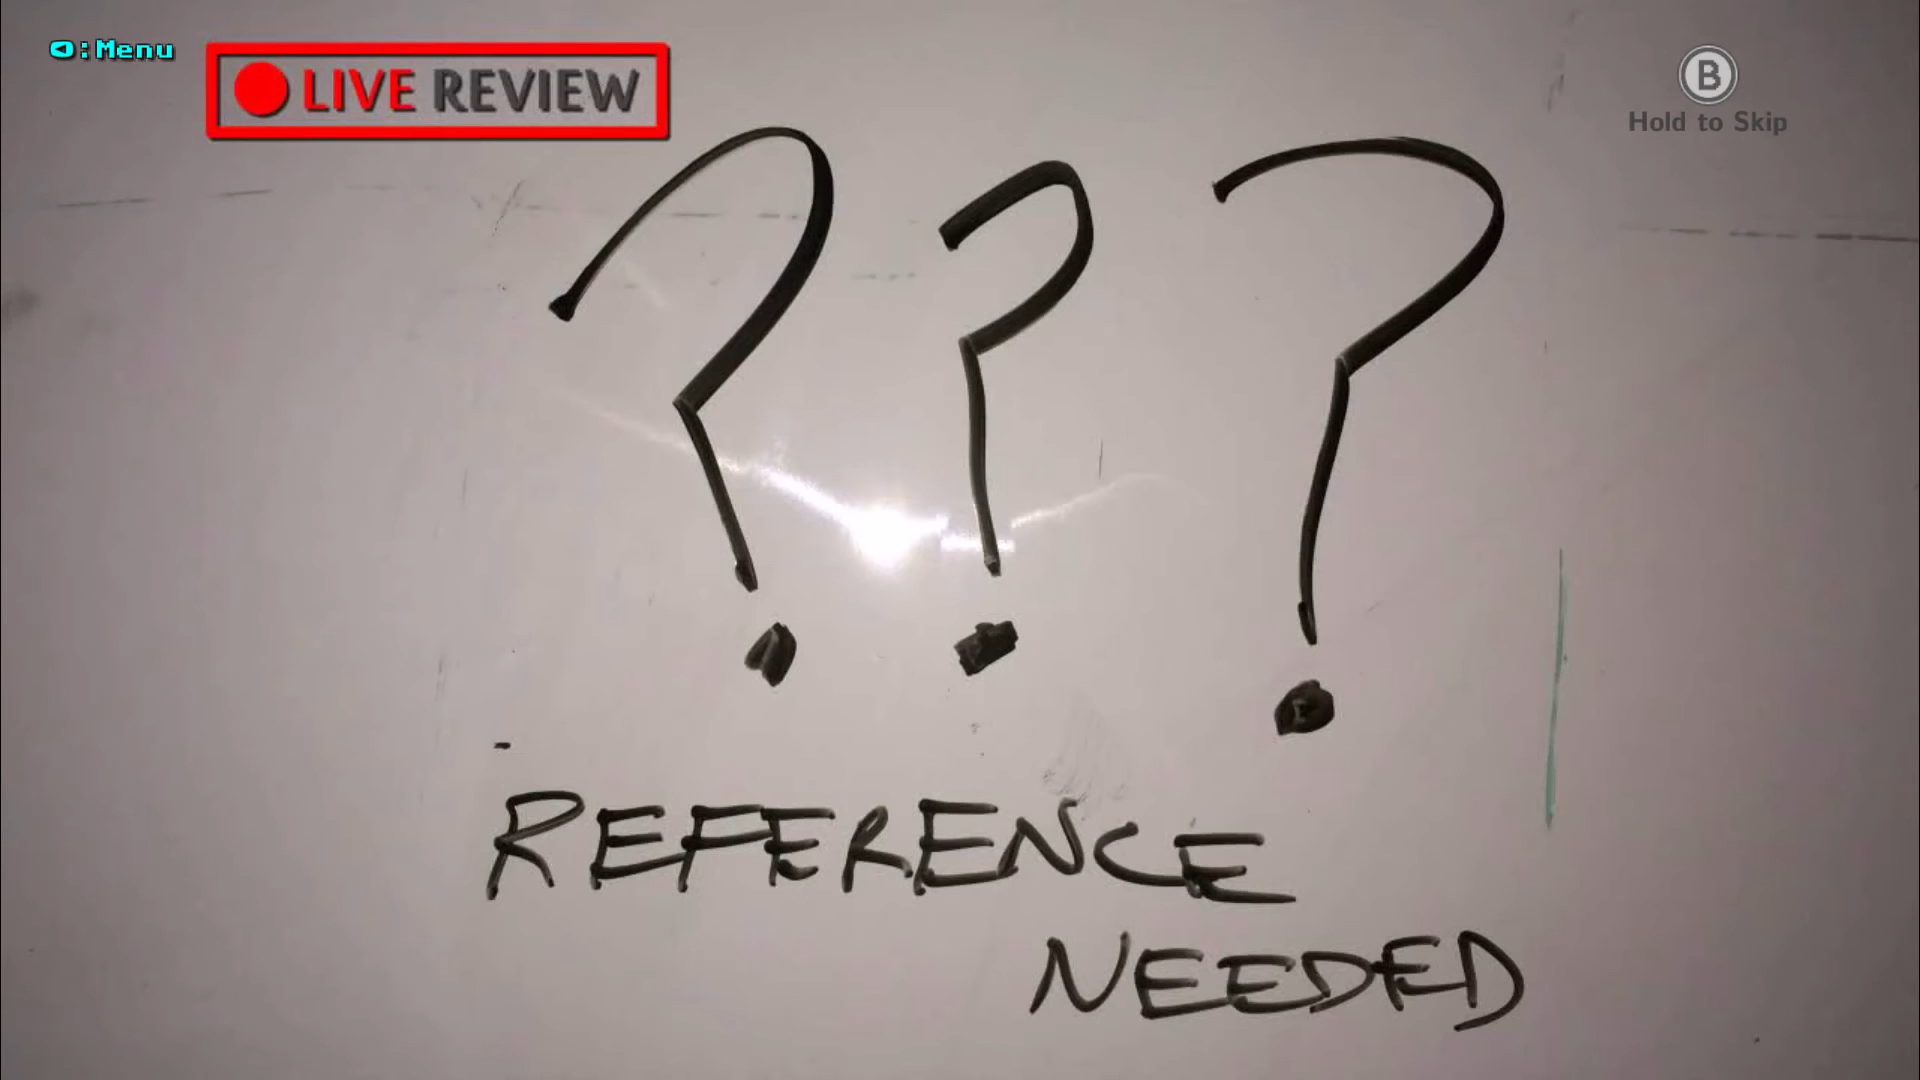 :Menu
LIVE REVIEW
B
Hold to Skip
???
REFERENCE
NEEDED